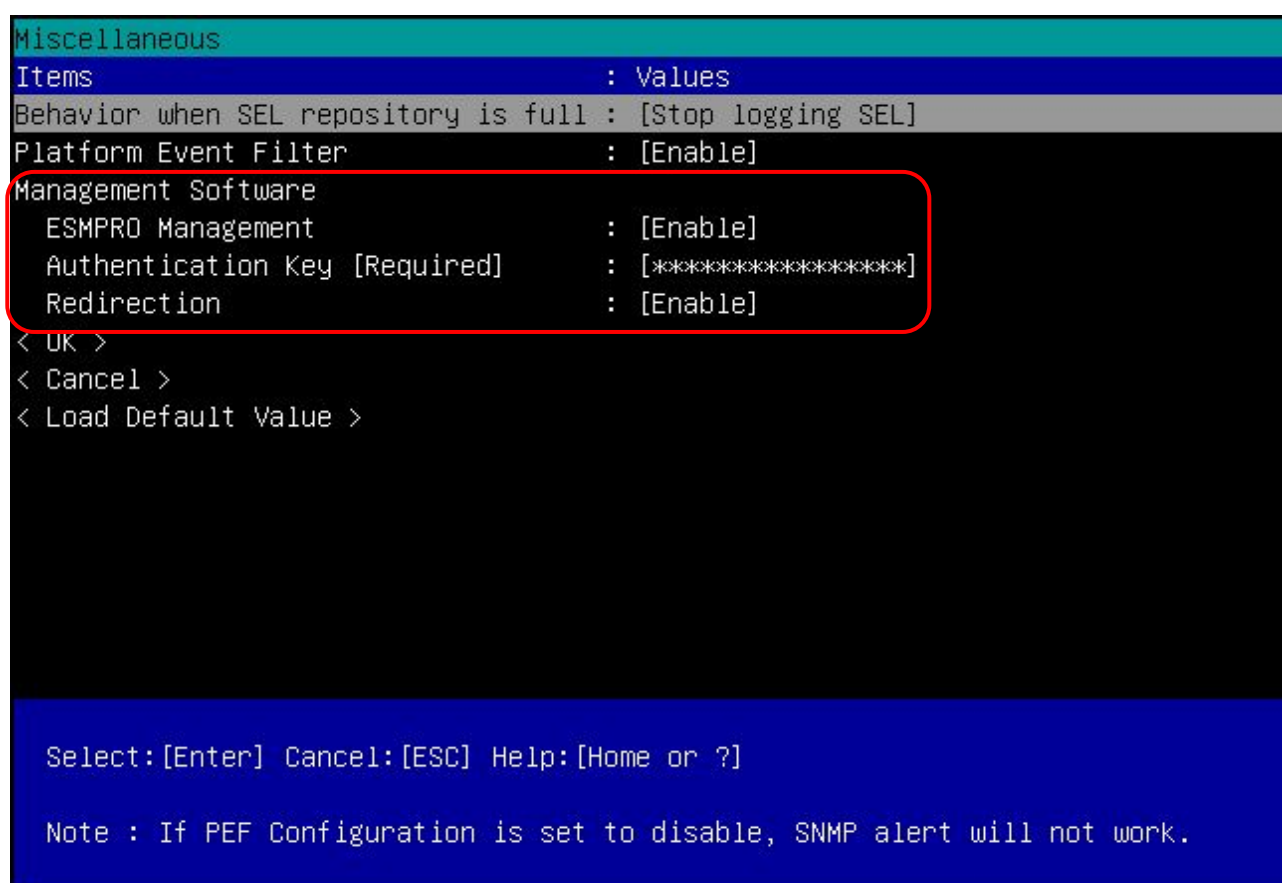 Miscellaneous
Items : Values
Behavior when SEL repository is full : [Stop logging SEL]
Platform Event Filter : [Enable]
Management Software
ESMPRO Management : [Enable]
Authentication Key [Required] : [****************]
Redirection : [Enable]
< OK >
< Cancel >
< Load Default Value >
Select:[Enter] Cancel:[ESC] Help:[Home or ?]
Note : If PEF Configuration is set to disable, SNMP alert will not work.